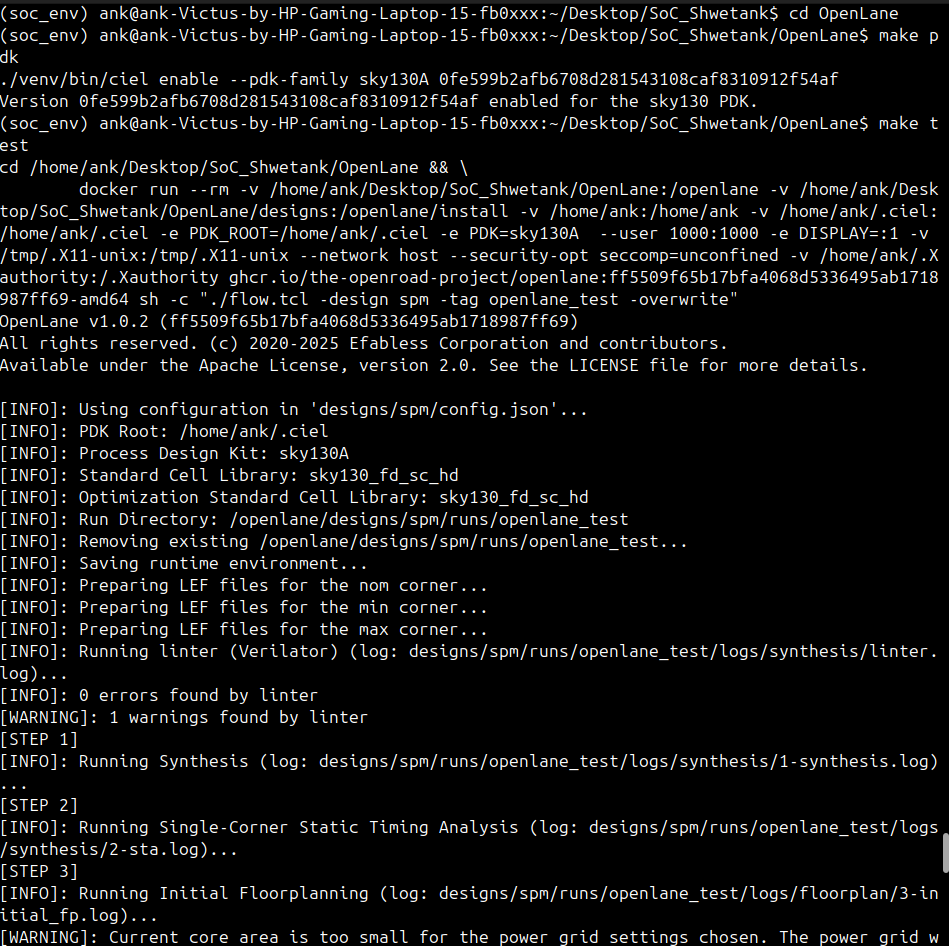 (soc_env) ank@ank-Victus-by-HP-Gaming-Laptop-15-fb0xxx:~/Desktop/SoC_Shwetank$ cd OpenLane
(soc_env) ank@ank-Victus-by-HP-Gaming-Laptop-15-fb0xxx:~/Desktop/SoC_Shwetank/OpenLane$ make p
dk
./venv/bin/ciel enable --pdk-family sky130A 0fe599b2afb6708d281543108caf8310912f54af
Version 0fe599b2afb6708d281543108caf8310912f54af enabled for the sky130 PDK.
(soc_env) ank@ank-Victus-by-HP-Gaming-Laptop-15-fb0xxx:~/Desktop/SoC_Shwetank/OpenLane$ make t
est
cd /home/ank/Desktop/SoC_Shwetank/OpenLane && \
        docker run --rm -v /home/ank/Desktop/SoC_Shwetank/OpenLane:/openlane -v /home/ank/Desk
top/SoC_Shwetank/OpenLane/designs:/openlane/install -v /home/ank:/home/ank -v /home/ank/.ciel:
/home/ank/.ciel -e PDK_ROOT=/home/ank/.ciel -e PDK=sky130A  --user 1000:1000 -e DISPLAY=:1 -v
/tmp/.X11-unix:/tmp/.X11-unix --network host --security-opt seccomp=unconfined -v /home/ank/.X
authority:/.Xauthority ghcr.io/the-openroad-project/openlane:ff5509f65b17bfa4068d5336495ab1718
987ff69-amd64 sh -c "./flow.tcl -design spm -tag openlane_test -overwrite"
OpenLane v1.0.2 (ff5509f65b17bfa4068d5336495ab1718987ff69)
All rights reserved. (c) 2020-2025 Efabless Corporation and contributors.
Available under the Apache License, version 2.0. See the LICENSE file for more details.
[INFO]: Using configuration in 'designs/spm/config.json'...
[INFO]: PDK Root: /home/ank/.ciel
[INFO]: Process Design Kit: sky130A
[INFO]: Standard Cell Library: sky130_fd_sc_hd
[INFO]: Optimization Standard Cell Library: sky130_fd_sc_hd
[INFO]: Run Directory: /openlane/designs/spm/runs/openlane_test
[INFO]: Removing existing /openlane/designs/spm/runs/openlane_test...
[INFO]: Saving runtime environment...
[INFO]: Preparing LEF files for the nom corner...
[INFO]: Preparing LEF files for the min corner...
[INFO]: Preparing LEF files for the max corner...
[INFO]: Running linter (Verilator) (log: designs/spm/runs/openlane_test/logs/synthesis/linter.
log)...
[INFO]: 0 errors found by linter
[WARNING]: 1 warnings found by linter
[STEP 1]
[INFO]: Running Synthesis (log: designs/spm/runs/openlane_test/logs/synthesis/1-synthesis.log)
...
[STEP 2]
[INFO]: Running Single-Corner Static Timing Analysis (log: designs/spm/runs/openlane_test/logs
/synthesis/2-sta.log)...
[STEP 3]
[INFO]: Running Initial Floorplanning (log: designs/spm/runs/openlane_test/logs/floorplan/3-in
itial_fp.log)...
[WARNING]: Current core area is too small for the power grid settings chosen. The power grid w